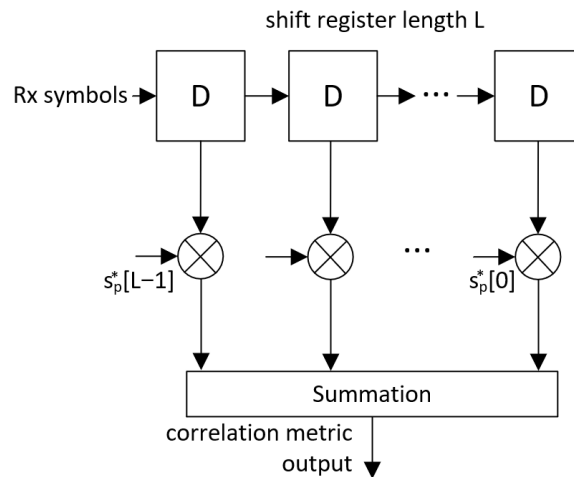 shift register length L
Rx symbols D D ··· D
···
s*p[L–1] s*p[0]
Summation
correlation metric
output